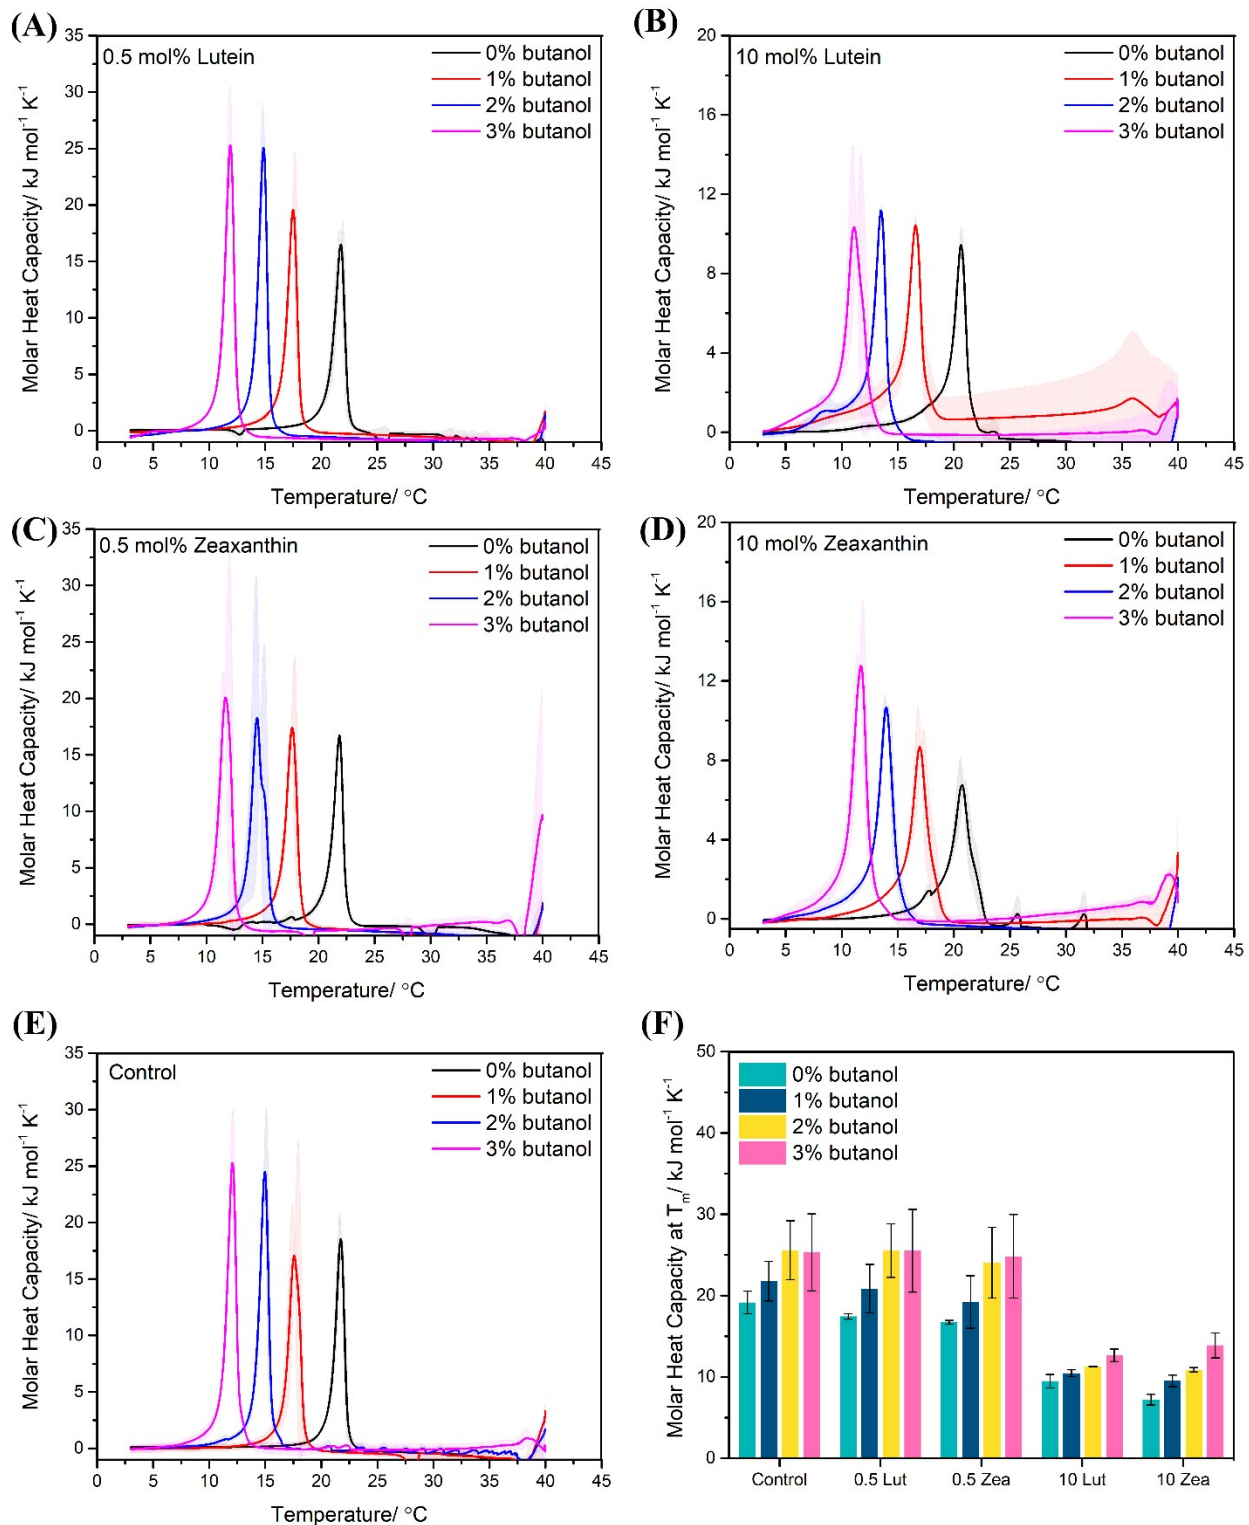 (A)
0.5 mol% Lutein
0% butanol
1% butanol
2% butanol
3% butanol
35
30
25
20
15
10
5
0
Molar Heat Capacity/ kJ mol⁻¹ K⁻¹
0 5 10 15 20 25 30 35 40 45
Temperature/ °C
(B)
10 mol% Lutein
0% butanol
1% butanol
2% butanol
3% butanol
20
16
12
8
4
0
Molar Heat Capacity/ kJ mol⁻¹ K⁻¹
0 5 10 15 20 25 30 35 40 45
Temperature/ °C
(C)
0.5 mol% Zeaxanthin
0% butanol
1% butanol
2% butanol
3% butanol
35
30
25
20
15
10
5
0
Molar Heat Capacity/ kJ mol⁻¹ K⁻¹
0 5 10 15 20 25 30 35 40 45
Temperature/ °C
(D)
10 mol% Zeaxanthin
0% butanol
1% butanol
2% butanol
3% butanol
20
16
12
8
4
0
Molar Heat Capacity/ kJ mol⁻¹ K⁻¹
0 5 10 15 20 25 30 35 40 45
Temperature/ °C
(E)
Control
0% butanol
1% butanol
2% butanol
3% butanol
35
30
25
20
15
10
5
0
Molar Heat Capacity/ kJ mol⁻¹ K⁻¹
0 5 10 15 20 25 30 35 40 45
Temperature/ °C
(F)
0% butanol
1% butanol
2% butanol
3% butanol
50
40
30
20
10
0
Molar Heat Capacity at Tₘ/ kJ mol⁻¹ K⁻¹
Control 0.5 Lut 0.5 Zea 10 Lut 10 Zea